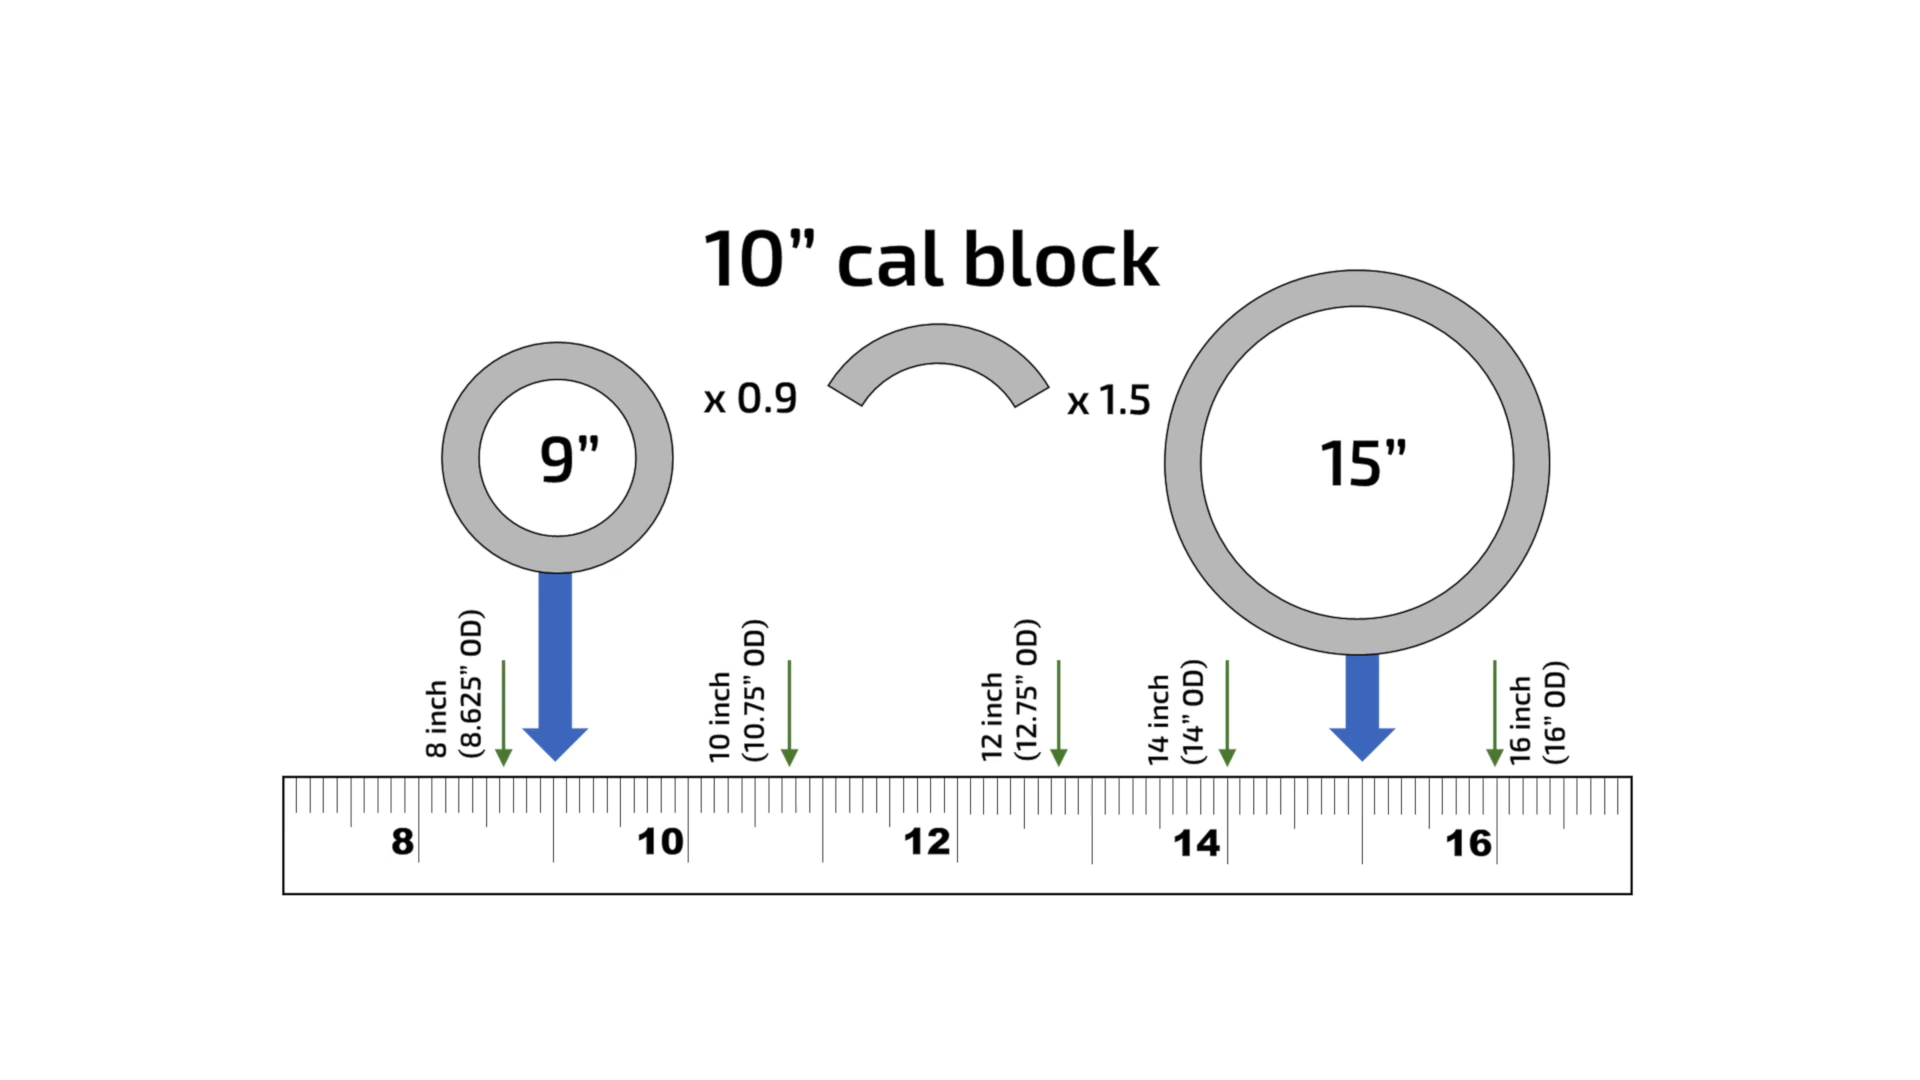 10” cal block
x 0.9
x 1.5
9”
15”
8 inch
(8.625” OD)
10 inch
(10.75” OD)
12 inch
(12.75” OD)
14 inch
(14” OD)
16 inch
(16” OD)
8
10
12
14
16